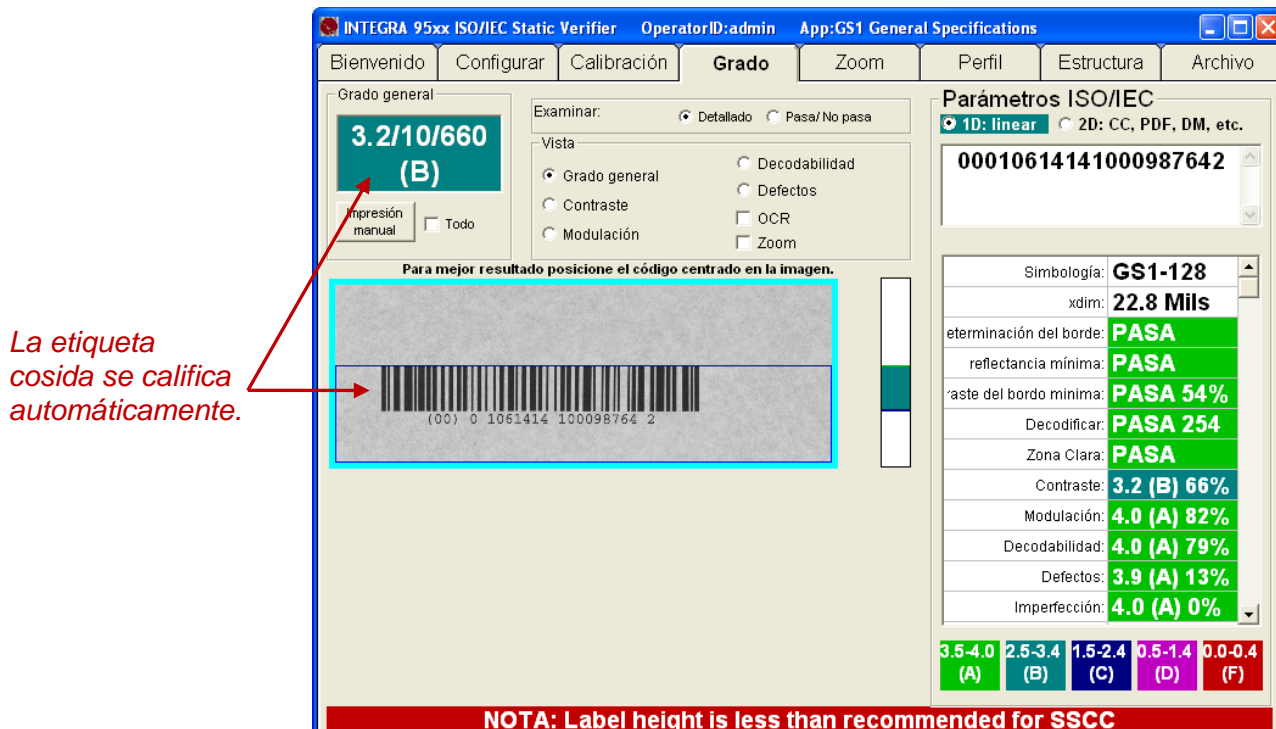 INTEGRA 95xx ISO/IEC Static Verifier OperatorID:admin App:GS1 General Specifications
Bienvenido Configurar Calibración Grado Zoom Perfil Estructura Archivo
Grado general
3.2/10/660
(B)
Impresión
manual
Todo
Examinar: Detallado Pasa/ No pasa
Vista
Grado general
Contraste
Modulación
Decodabilidad
Defectos
OCR
Zoom
Para mejor resultado posicione el código centrado en la imagen.
(00) 0 1061414 100098764 2
La etiqueta
cosida se califica
automáticamente.
Parámetros ISO/IEC
1D: linear 2D: CC, PDF, DM, etc.
00010614141000987642
Simbología: GS1-128
xdim: 22.8 Mils
eterminación del borde: PASA
reflectancia mínima: PASA
raste del bordo minima: PASA 54%
Decodificar: PASA 254
Zona Clara: PASA
Contraste: 3.2 (B) 66%
Modulación: 4.0 (A) 82%
Decodabilidad: 4.0 (A) 79%
Defectos: 3.9 (A) 13%
Imperfección: 4.0 (A) 0%
3.5-4.0 2.5-3.4 1.5-2.4 0.5-1.4 0.0-0.4
(A) (B) (C) (D) (F)
NOTA: Label height is less than recommended for SSCC